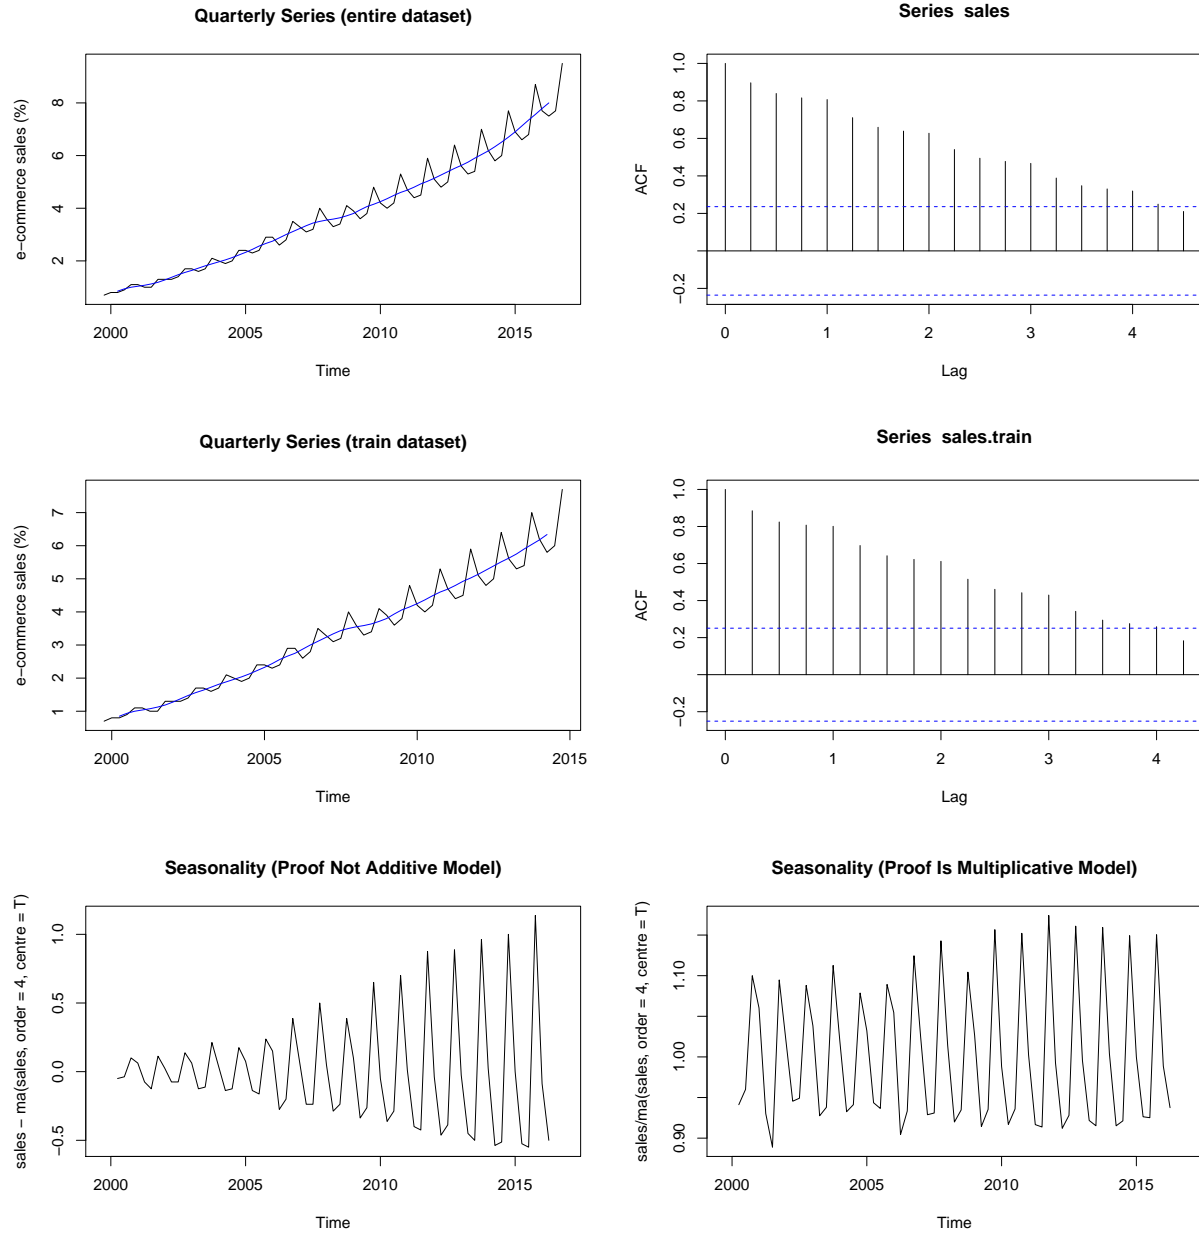 Quarterly Series (entire dataset)
e−commerce sales (%)
2 4 6 8
2000 2005 2010 2015
Time
Series sales
ACF
−0.2 0.2 0.4 0.6 0.8 1.0
0 1 2 3 4
Lag
Quarterly Series (train dataset)
e−commerce sales (%)
1 2 3 4 5 6 7
2000 2005 2010 2015
Time
Series sales.train
ACF
−0.2 0.2 0.4 0.6 0.8 1.0
0 1 2 3 4
Lag
Seasonality (Proof Not Additive Model)
sales − ma(sales, order = 4, centre = T)
−0.5 0.0 0.5 1.0
2000 2005 2010 2015
Time
Seasonality (Proof Is Multiplicative Model)
sales/ma(sales, order = 4, centre = T)
0.90 1.00 1.10
2000 2005 2010 2015
Time